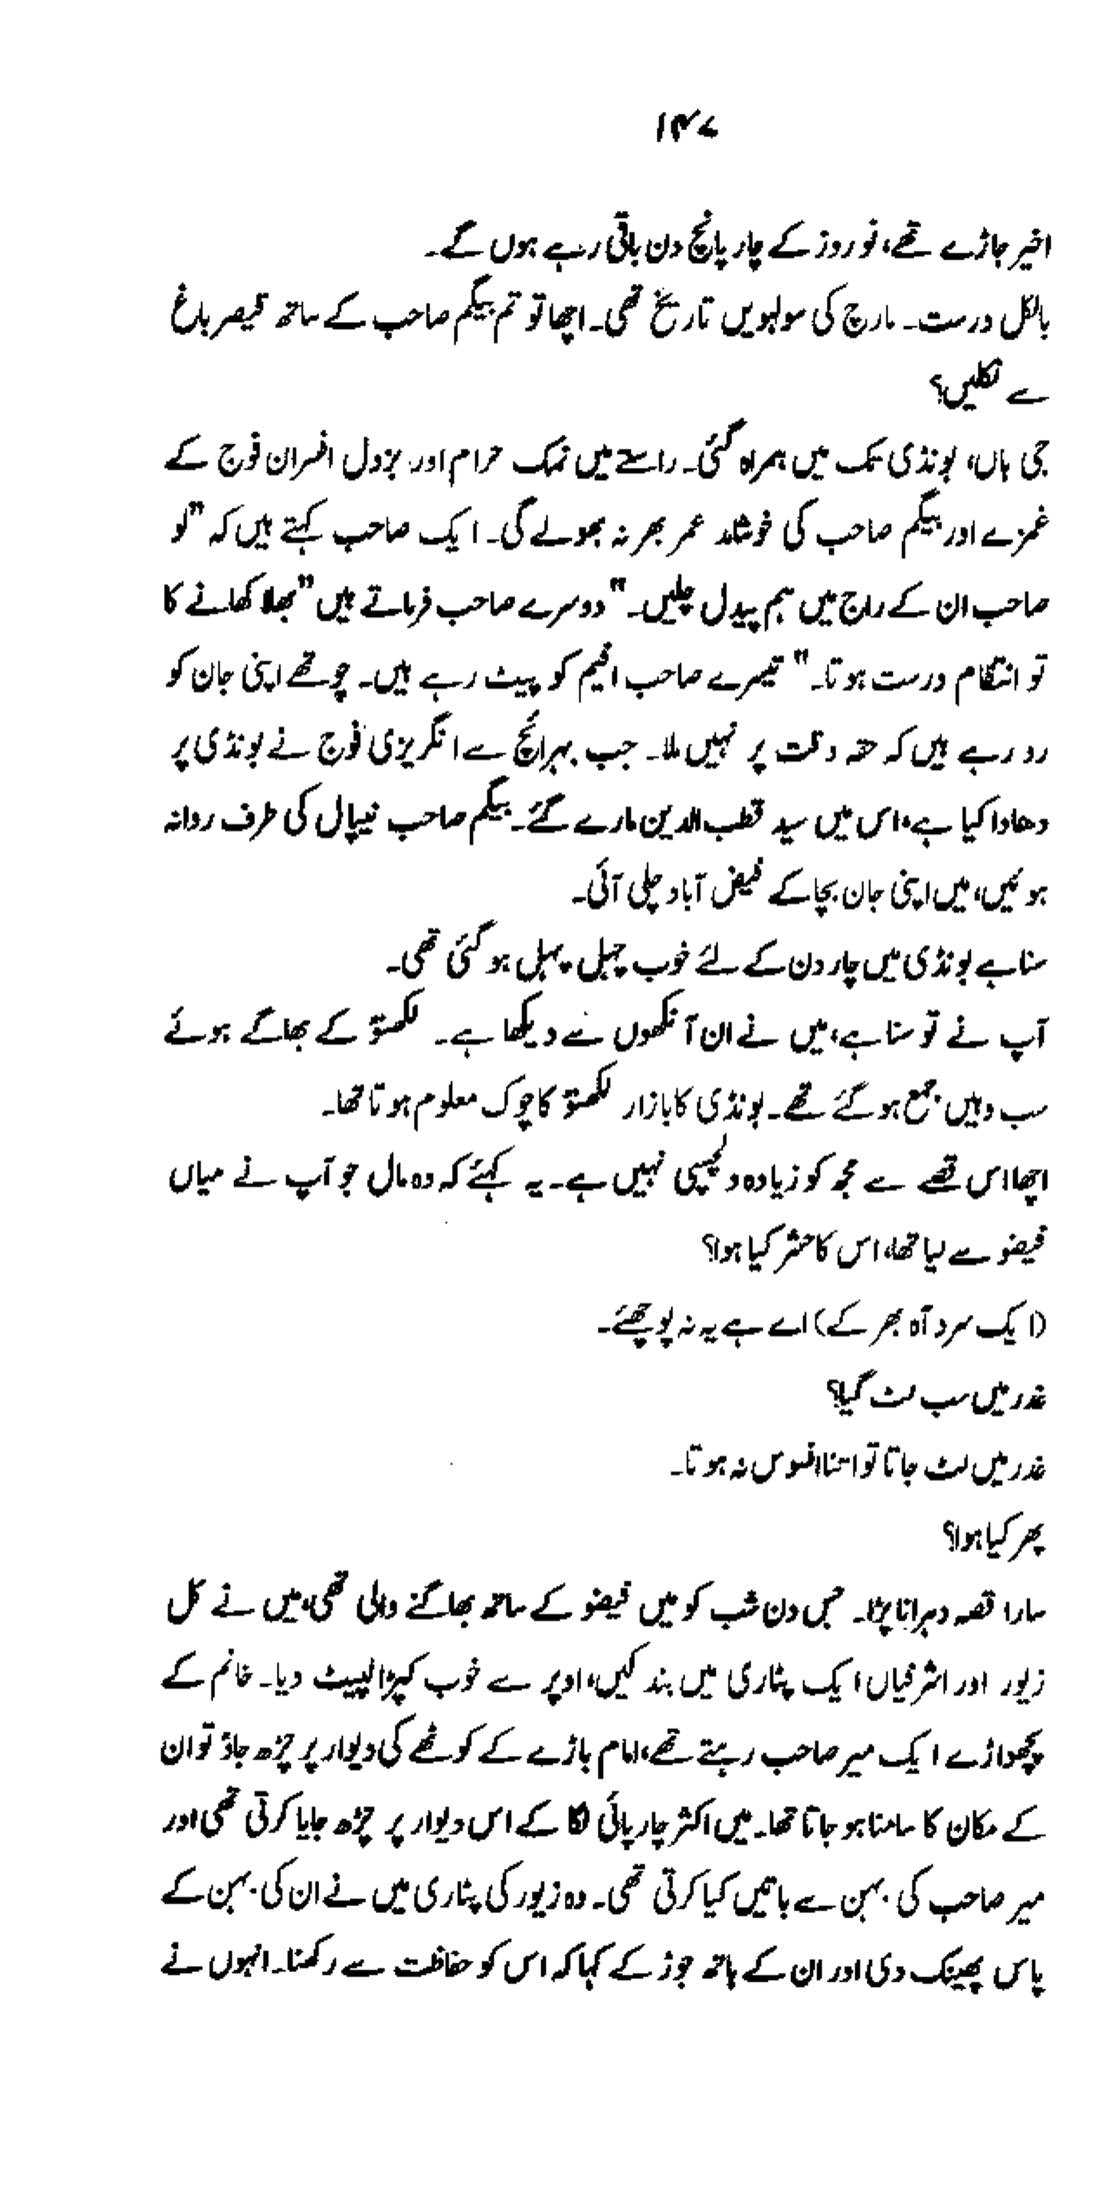 ۱۴۷
اخیر جاڑے تھے، نو روز کے چار پانچ دن باقی رہے ہوں گے۔
بالکل درست۔ مارچ کی سولہویں تاریخ تھی۔ اچھا تو تم بیگم صاحب کے ساتھ قیصر باغ
سے نکلیں؟
جی ہاں، بونڈی تک میں ہمراہ گئی۔ راستے میں نمک حرام اور بزدل افسران فوج کے
غمزے اور بیگم صاحب کی خوشامد عمر بھر نہ بھولے گی۔ ایک صاحب کہتے ہیں کہ "لو
صاحب ان کے راج میں ہم پیدل چلیں۔" دوسرے صاحب فرماتے ہیں "بھلا کھانے کا
تو انتظام درست ہوتا۔" تیسرے صاحب افیم کو پیٹ رہے ہیں۔ چوتھے اپنی جان کو
رو رہے ہیں کہ حقہ وقت پر نہیں ملا۔ جب بہرائچ سے انگریزی فوج نے بونڈی پر
دھاوا کیا ہے، اس میں سید قطب الدین مارے گئے۔ بیگم صاحب نیپال کی طرف روانہ
ہوئیں، میں اپنی جان بچا کے فیض آباد چلی آئی۔
سنا ہے بونڈی میں چار دن کے لئے خوب چہل پہل ہو گئی تھی۔
آپ نے تو سنا ہے، میں نے ان آنکھوں سے دیکھا ہے۔ لکھنؤ کے بھاگے ہوئے
سب وہیں جمع ہو گئے تھے۔ بونڈی کا بازار لکھنؤ کا چوک معلوم ہوتا تھا۔
اچھا اس قصے سے مجھ کو زیادہ دلچسپی نہیں ہے۔ یہ کہئے کہ وہ مال جو آپ نے میاں
فیضو سے لیا تھا، اس کا حشر کیا ہوا؟
(ایک سرد آہ بھر کے) اے ہے یہ نہ پوچھئے۔
غدر میں سب لٹ گیا؟
غدر میں لٹ جاتا تو اتنا افسوس نہ ہوتا۔
پھر کیا ہوا؟
سارا قصہ دہرانا پڑا۔ جس دن شب کو میں فیضو کے ساتھ بھاگنے والی تھی، میں نے کل
زیور اور اشرفیاں ایک پٹاری میں بند کیں، اوپر سے خوب کپڑا لپیٹ دیا۔ خانم کے
پچھواڑے ایک میر صاحب رہتے تھے، امام باڑے کے کوٹھے کی دیوار پر چڑھ جاؤ تو ان
کے مکان کا سامنا ہو جاتا تھا۔ میں اکثر چارپائی لگا کے اس دیوار پر چڑھ جایا کرتی تھی اور
میر صاحب کی بہن سے باتیں کیا کرتی تھی۔ وہ زیور کی پٹاری میں نے ان کی بہن کے
پاس پھینک دی اور ان کے ہاتھ جوڑ کے کہا کہ اس کو حفاظت سے رکھنا۔ انہوں نے